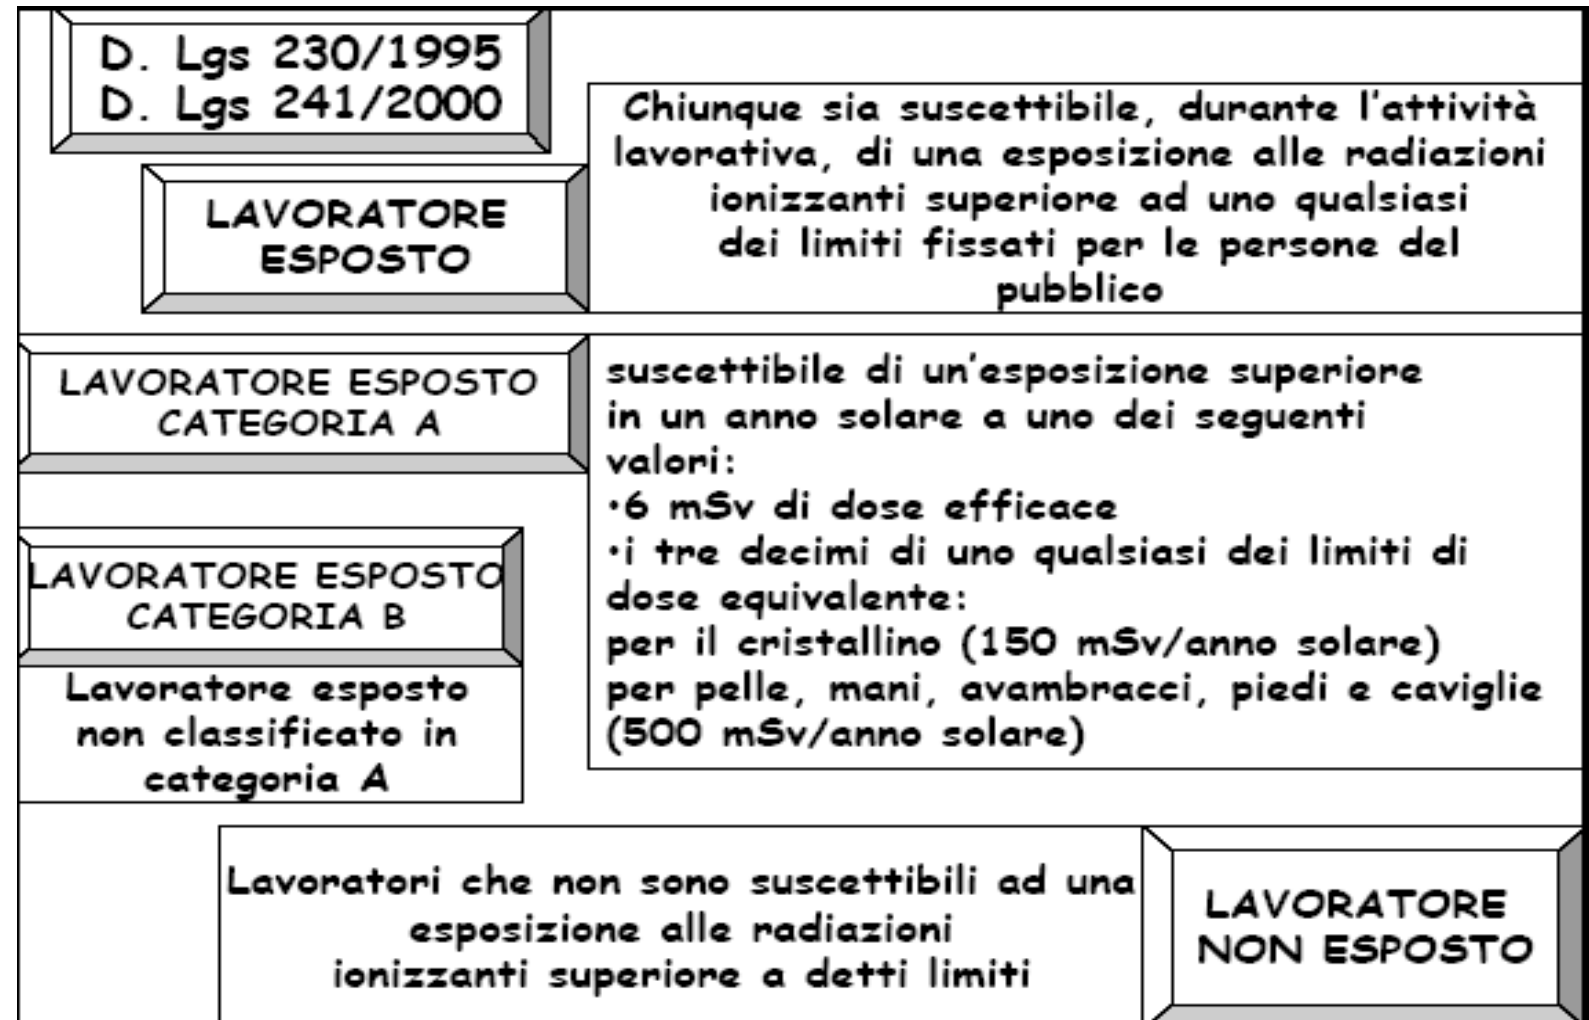 D. Lgs 230/1995
D. Lgs 241/2000
LAVORATORE
ESPOSTO
Chiunque sia suscettibile, durante l'attività
lavorativa, di una esposizione alle radiazioni
ionizzanti superiore ad uno qualsiasi
dei limiti fissati per le persone del
pubblico
LAVORATORE ESPOSTO
CATEGORIA A
suscettibile di un'esposizione superiore
in un anno solare a uno dei seguenti
valori:
•6 mSv di dose efficace
•i tre decimi di uno qualsiasi dei limiti di
dose equivalente:
per il cristallino (150 mSv/anno solare)
per pelle, mani, avambracci, piedi e caviglie
(500 mSv/anno solare)
LAVORATORE ESPOSTO
CATEGORIA B
Lavoratore esposto
non classificato in
categoria A
Lavoratori che non sono suscettibili ad una
esposizione alle radiazioni
ionizzanti superiore a detti limiti
LAVORATORE
NON ESPOSTO